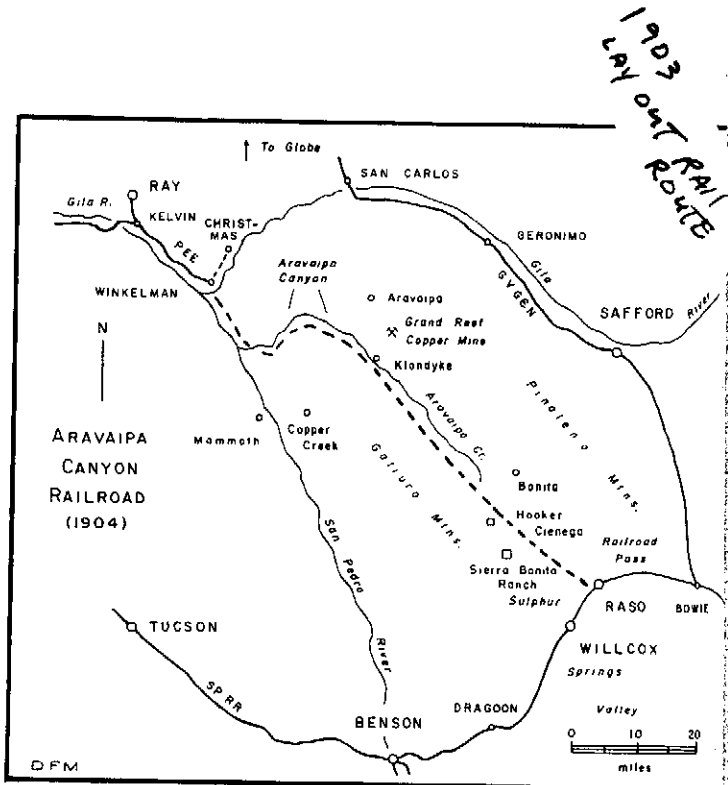 1903
LAY OUT RAIL
ROUTE
↑ To Globe
SAN CARLOS
RAY
Gila R.
KELVIN
CHRIST-
MAS
PEE
GERONIMO
Gila
River
GVGEN
SAFFORD
WINKELMAN
Aravaipa
Canyon
Aravaipa
Grand Reef
Copper Mine
Klondyke
N
Aravaipa Cr.
Pinaleno Mtns.
Mammoth
Copper
Creek
ARAVAIPA
CANYON
RAILROAD
(1904)
Galiuro Mtns.
Bonita
Hooker
Cienega
Railroad
Pass
Sierra Bonita
Ranch
Sulphur
San Pedro
River
RASO
BOWIE
TUCSON
WILLCOX
Springs
Valley
SPRR
BENSON
DRAGOON
0 10 20
miles
DFM